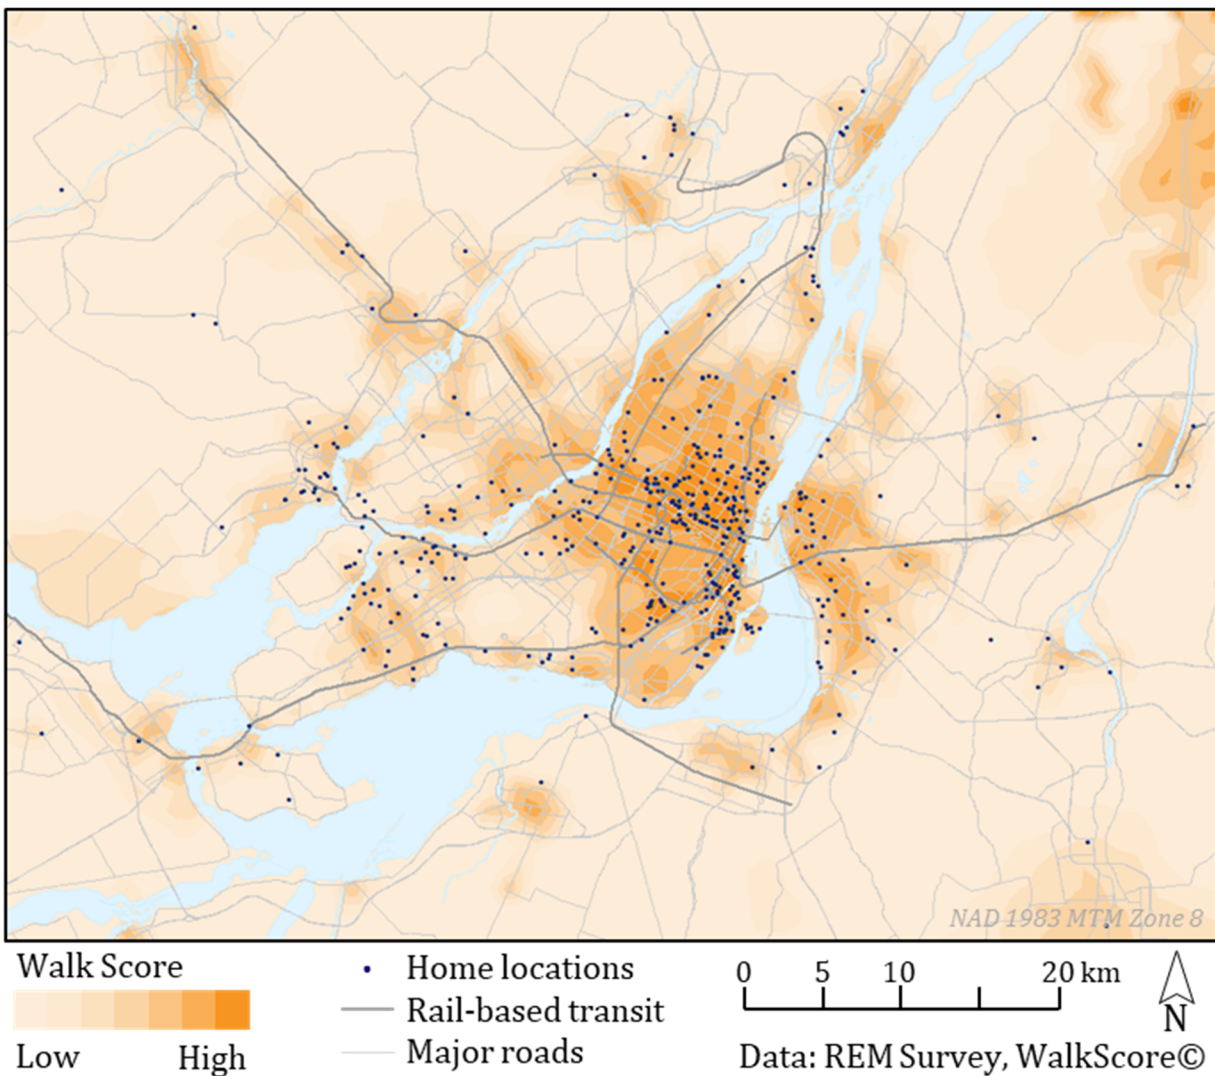 NAD 1983 MTM Zone 8
Walk Score
Low High
Home locations
Rail-based transit
Major roads
0 5 10 20 km
N
Data: REM Survey, WalkScore©